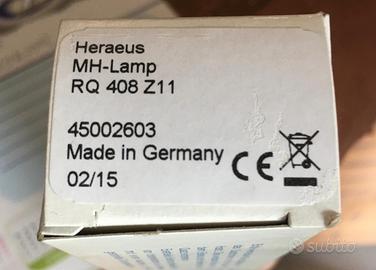 Heraeus
MH-Lamp
RQ 408 Z11
45002603
Made in Germany
02/15
CE
subito